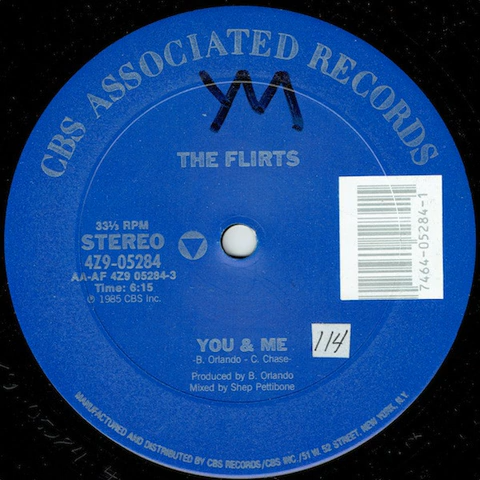 CBS ASSOCIATED RECORDS
YM
THE FLIRTS
33⅓ RPM
STEREO
4Z9-05284
AA-AF 4Z9 05284-3
Time: 6:15
℗ 1985 CBS Inc.
7464-05284-1
YOU & ME
114
-B. Orlando - C. Chase-
Produced by B. Orlando
Mixed by Shep Pettibone
MANUFACTURED AND DISTRIBUTED BY CBS RECORDS/CBS INC./51 W. 52 STREET, NEW YORK, N.Y.